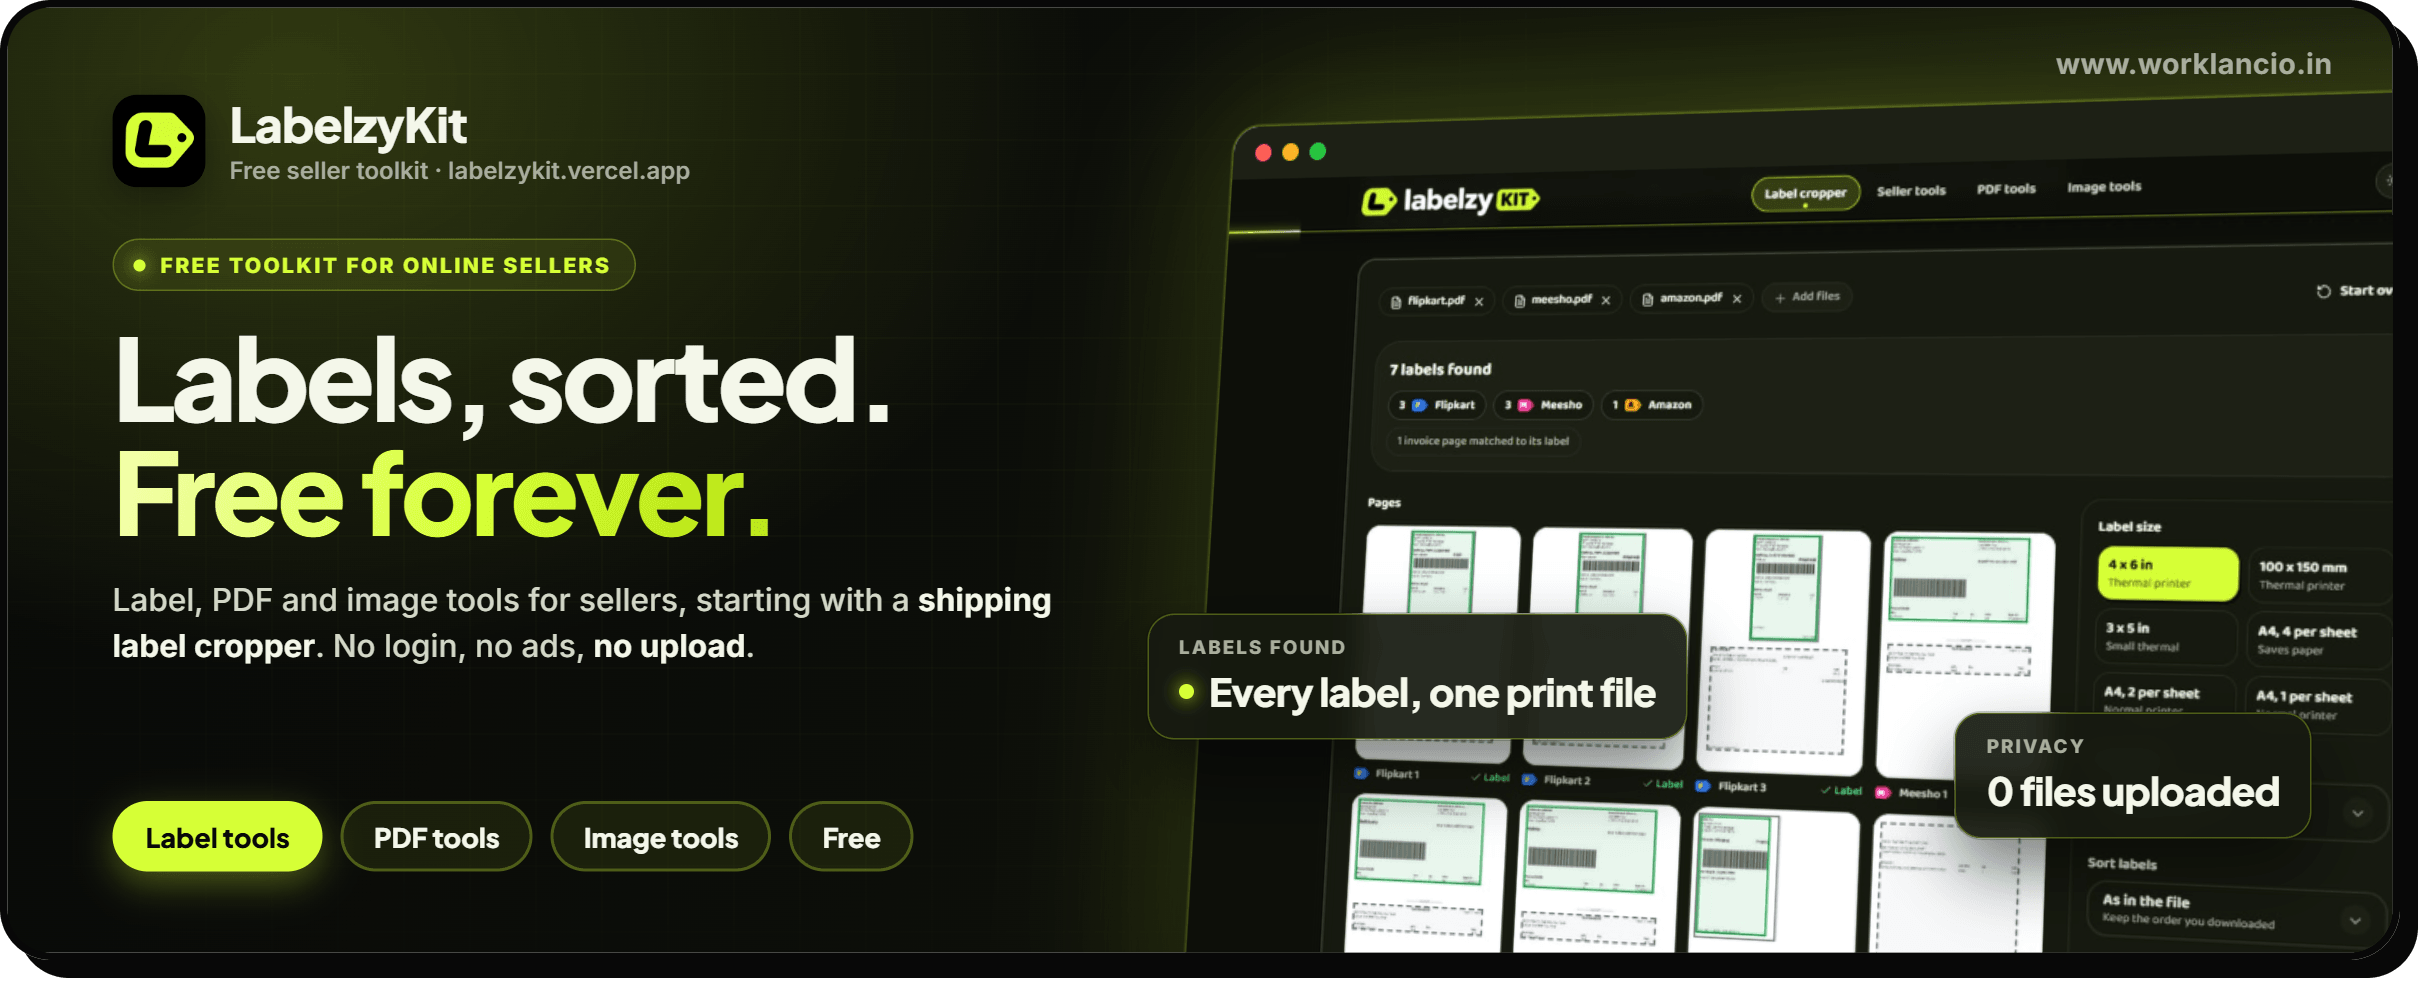 www.worklancio.in
LabelzyKit
Free seller toolkit · labelzykit.vercel.app
FREE TOOLKIT FOR ONLINE SELLERS
Labels, sorted.
Free forever.
Label, PDF and image tools for sellers, starting with a shipping
label cropper. No login, no ads, no upload.
Label tools
PDF tools
Image tools
Free
labelzy KIT
Label cropper
Seller tools
PDF tools
Image tools
flipkart.pdf
meesho.pdf
amazon.pdf
+ Add files
Start ov
7 labels found
3 Flipkart
3 Meesho
1 Amazon
1 invoice page matched to its label
Pages
LABELS FOUND
Every label, one print file
Flipkart 1
Label
Flipkart 2
Label
Flipkart 3
Label
Meesho 1
Label size
4 x 6 in
Thermal printer
100 x 150 mm
Thermal printer
3 x 5 in
Small thermal
A4, 4 per sheet
Saves paper
A4, 2 per sheet
Normal printer
A4, 1 per sheet
Normal printer
PRIVACY
0 files uploaded
Sort labels
As in the file
Keep the order you downloaded